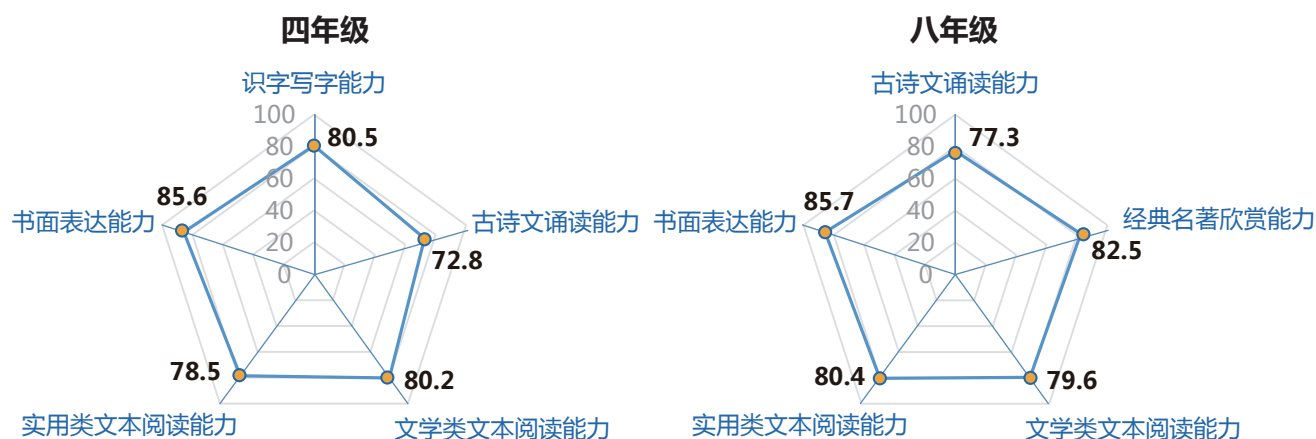 四年级
识字写字能力
100
80
60
40
20
0
80.5
85.6
书面表达能力
古诗文诵读能力
72.8
78.5
80.2
实用类文本阅读能力
文学类文本阅读能力
八年级
古诗文诵读能力
100
80
60
40
20
0
77.3
85.7
书面表达能力
经典名著欣赏能力
82.5
80.4
79.6
实用类文本阅读能力
文学类文本阅读能力